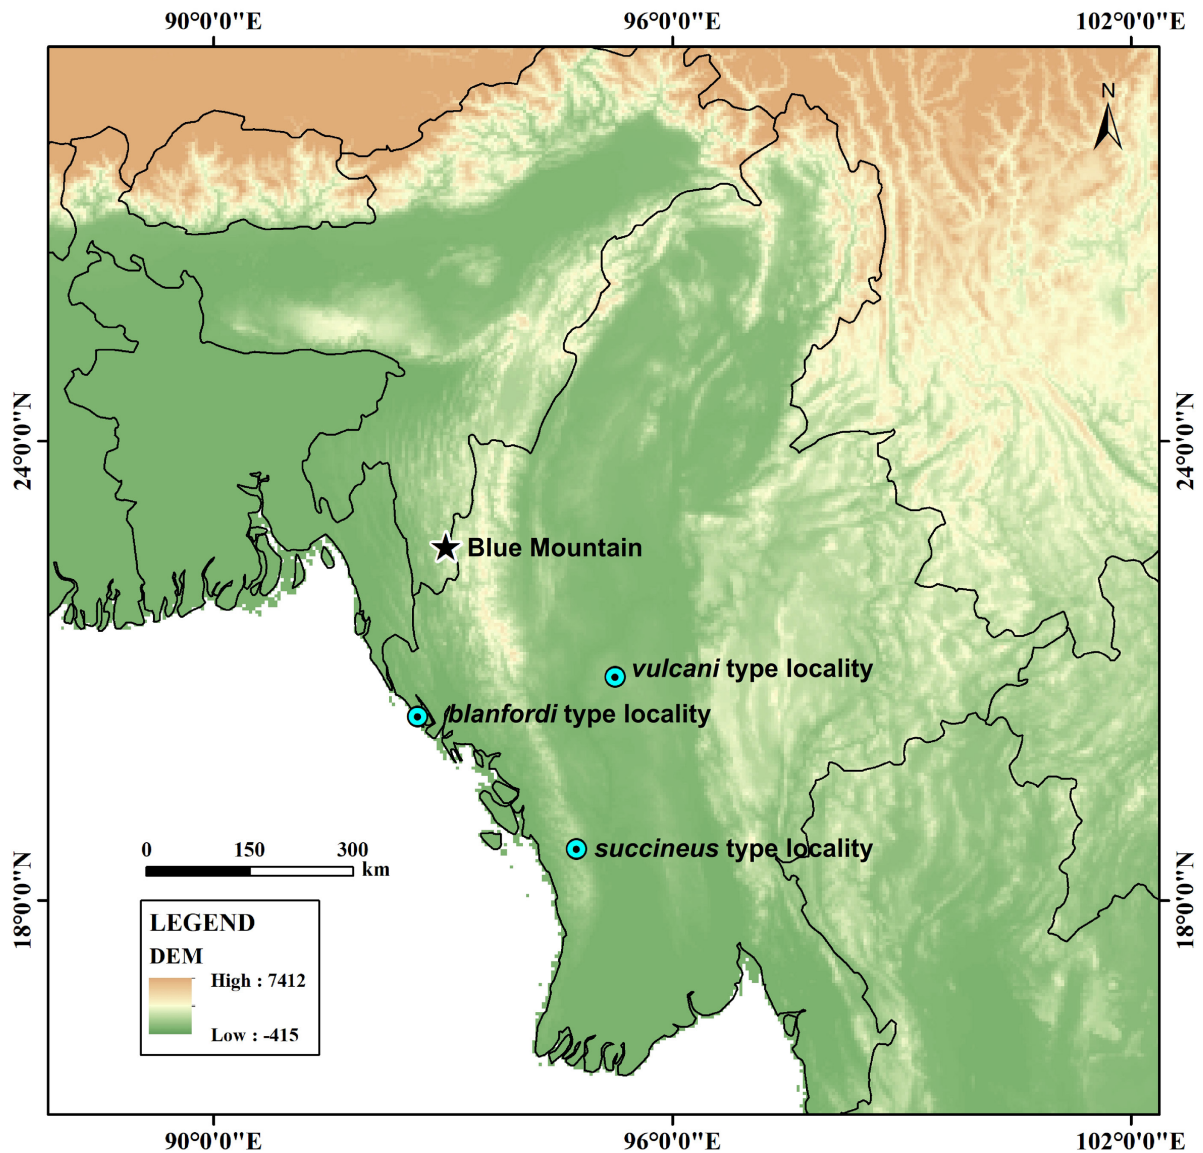 90°0'0"E 96°0'0"E 102°0'0"E
N
24°0'0"N 24°0'0"N
Blue Mountain
vulcani type locality
blanfordi type locality
succineus type locality
0 150 300 km
18°0'0"N 18°0'0"N
LEGEND
DEM
High : 7412
Low : -415
90°0'0"E 96°0'0"E 102°0'0"E